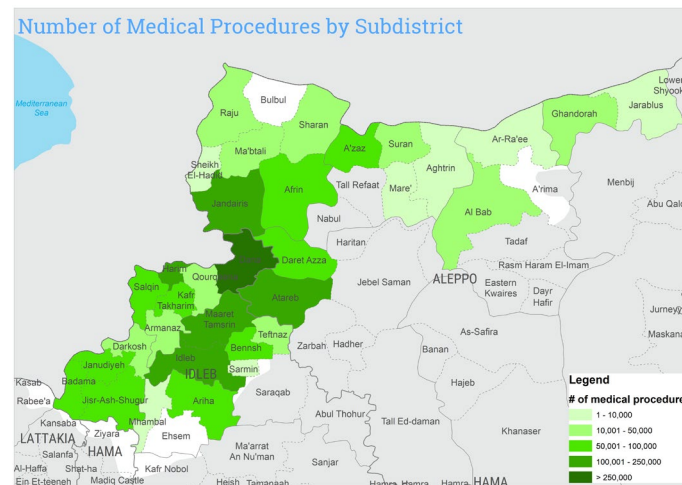 Number of Medical Procedures by Subdistrict
Mediterranean
Sea
Bulbul
Raju
Sharan
Lower
Shyookh
Jarablus
Ghandorah
Ma'btali
A'zaz
Suran
Ar-Ra'ee
Sheikh
El-Hadid
Aghtrin
Afrin
Tall Refaat
Mare'
A'rima
Menbij
Jandairis
Al Bab
Abu Qalq
Nabul
Haritan
Tadaf
Daret Azza
Rasm Haram El-Imam
Harim
Qourqeena
Jebel Saman
ALEPPO
Eastern
Kwaires
Dayr
Hafir
Salqin
Kafr
Takharim
Atareb
Maaret
Tamsrin
Armanaz
Teftnaz
As-Safira
Maskana
Darkosh
Bennsh
Zarbah
Hadher
Banan
Janudiyeh
Idleb
Sarmin
IDLEB
Kasab
Badama
Saraqab
Hajeb
Rabee'a
Jisr-Ash-Shugur
Ariha
Abul Thohur
Tall Ed-daman
Khanaser
Kansaba
Mhambal
LATTAKIA
Ziyara
Ehsem
Salanfa
HAMA
Ma'arrat
An Nu'man
Al-Haffa
Shat-ha
Kafr Nobol
Sanjar
Ein Et-teeneh
Madiq Castle
Heish
Tamanaah
Hamra
Hamra
HAMA
Legend
# of medical procedure
1 - 10,000
10,001 - 50,000
50,001 - 100,000
100,001 - 250,000
> 250,000